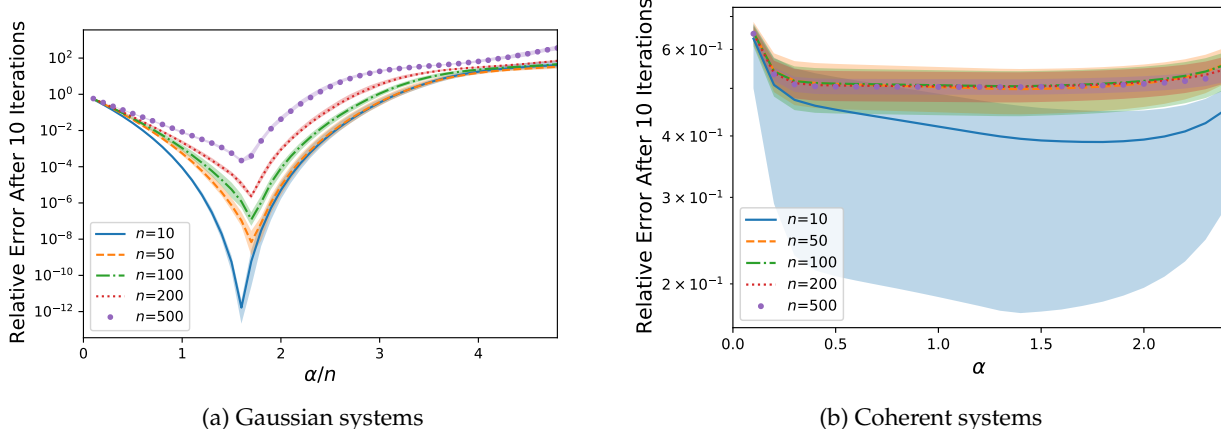 Relative Error After 10 Iterations
10^2
10^0
10^−2
10^−4
10^−6
10^−8
10^−10
10^−12
n=10
n=50
n=100
n=200
n=500
0 1 2 3 4
α/n
(a) Gaussian systems
Relative Error After 10 Iterations
6 × 10^−1
4 × 10^−1
3 × 10^−1
2 × 10^−1
n=10
n=50
n=100
n=200
n=500
0.0 0.5 1.0 1.5 2.0
α
(b) Coherent systems